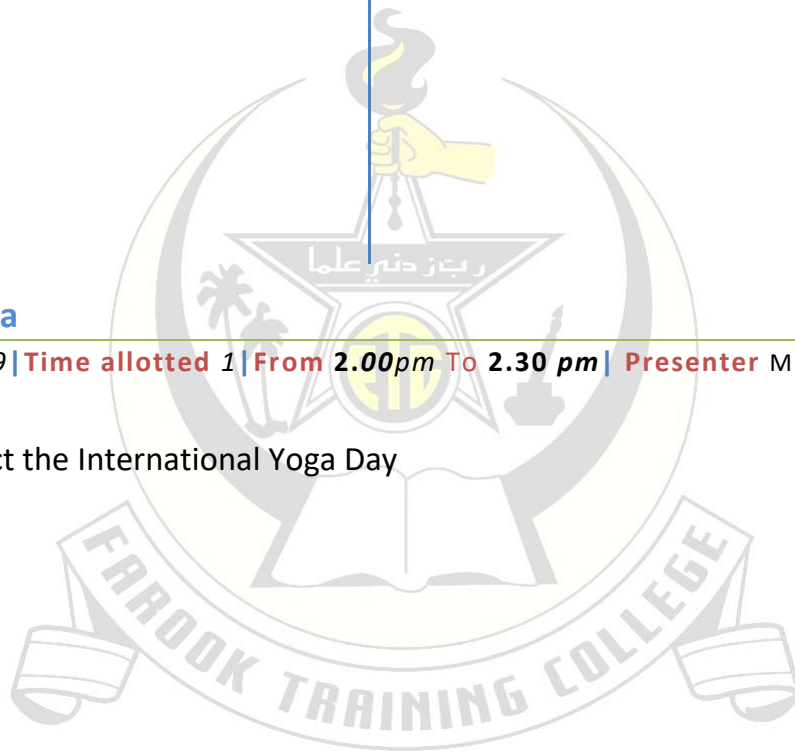 رب زدني علما
a
9|Time allotted 1|From 2.00pm To 2.30 pm| Presenter M
ct the International Yoga Day
FAROOK TRAINING COLLEGE